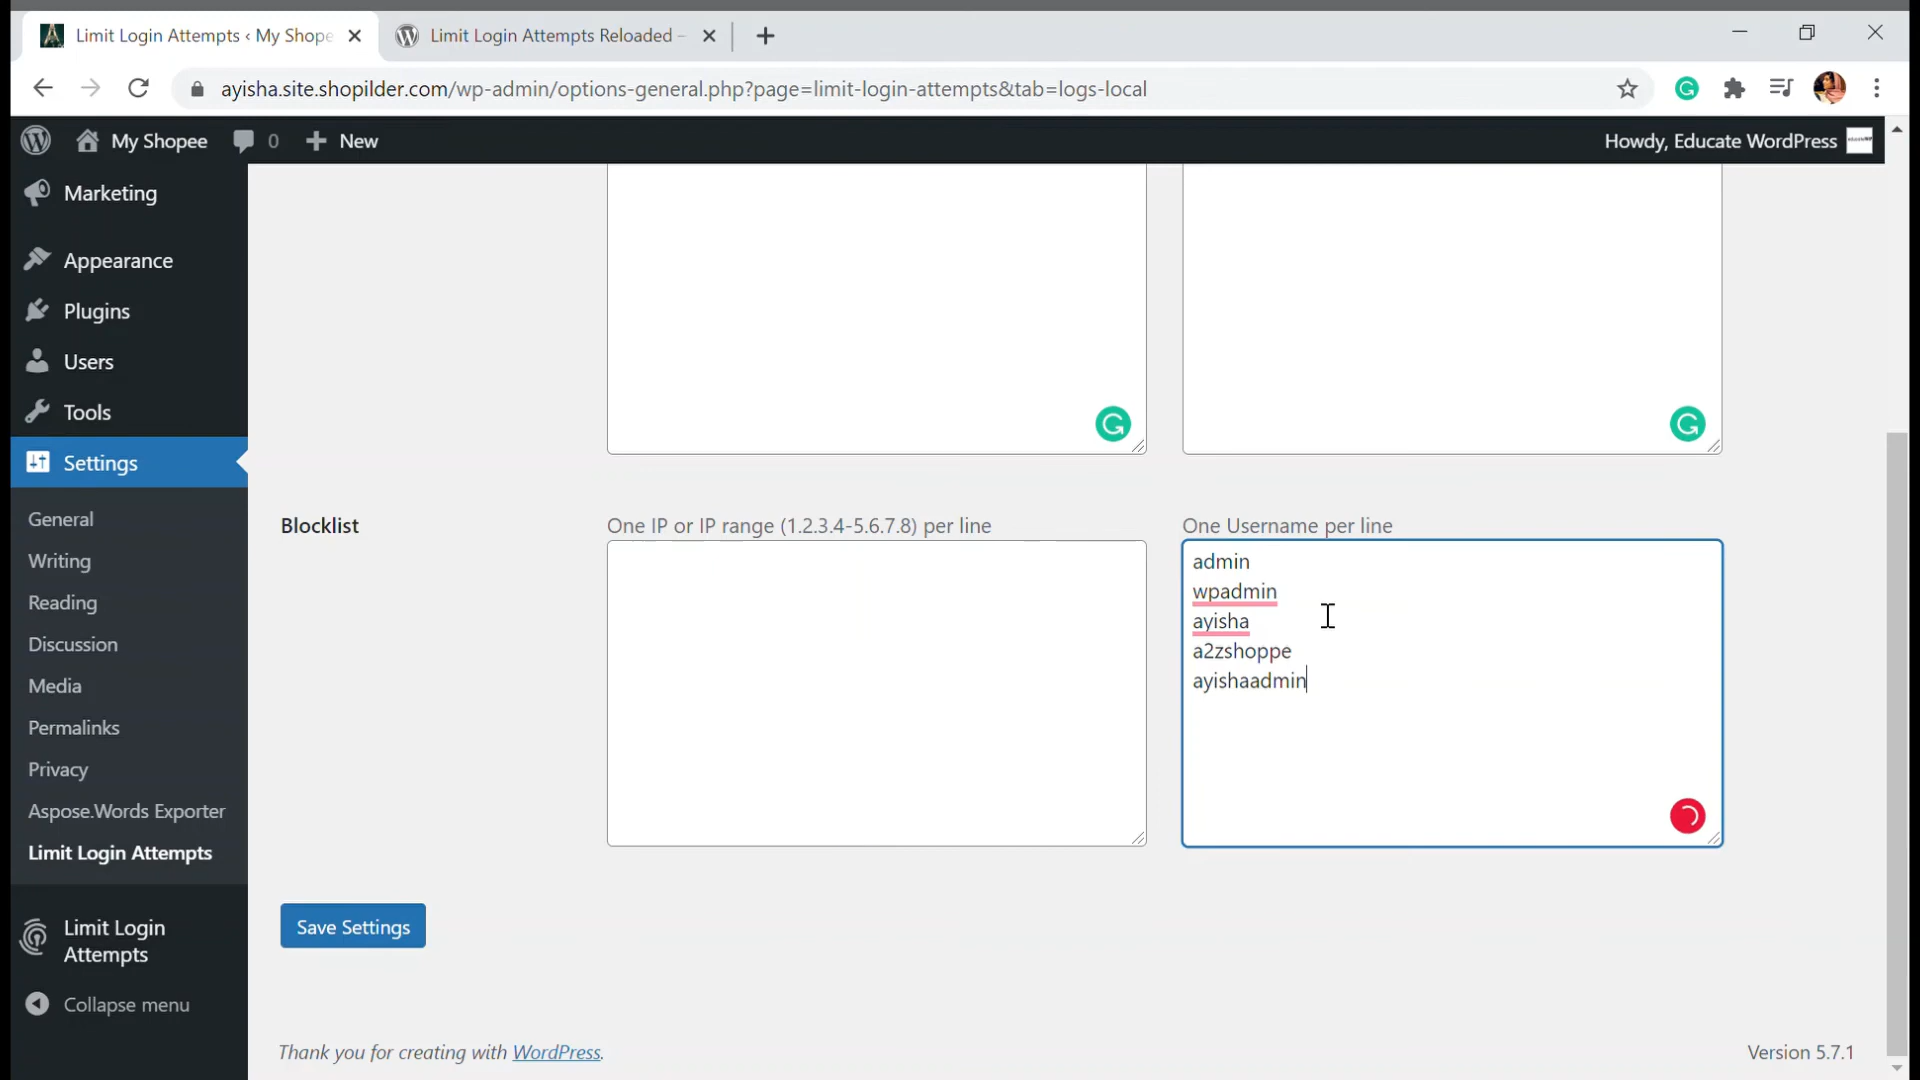 Limit Login Attempts ‹ My Shope
Limit Login Attempts Reloaded –
ayisha.site.shopilder.com/wp-admin/options-general.php?page=limit-login-attempts&tab=logs-local
My Shopee
0
New
Howdy, Educate WordPress
Marketing
Appearance
Plugins
Users
Tools
Settings
General
Writing
Reading
Discussion
Media
Permalinks
Privacy
Aspose.Words Exporter
Limit Login Attempts
Limit Login
Attempts
Collapse menu
Blocklist
One IP or IP range (1.2.3.4-5.6.7.8) per line
One Username per line
admin
wpadmin
ayisha
a2zshoppe
ayishaadmin
Save Settings
Thank you for creating with WordPress.
Version 5.7.1